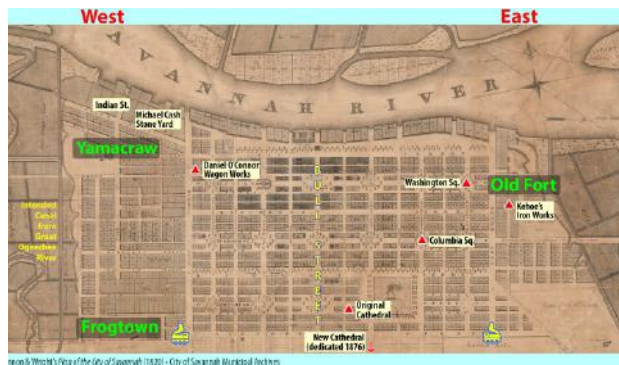 West
East
SAVANNAH RIVER
Indian St.
Michael Cash
Stone Yard
Yamacraw
Daniel O'Connor
Wagon Works
Washington Sq.
Old Fort
Kehoe's
Iron Works
Intended
Canal
from
Great
Ogeechee
River
BULL STREET
Columbia Sq.
Original
Cathedral
Frogtown
New Cathedral
(dedicated 1876)
nnon & Wright's Plan of the City of Savannah (1820) • City of Savannah Municipal Archives